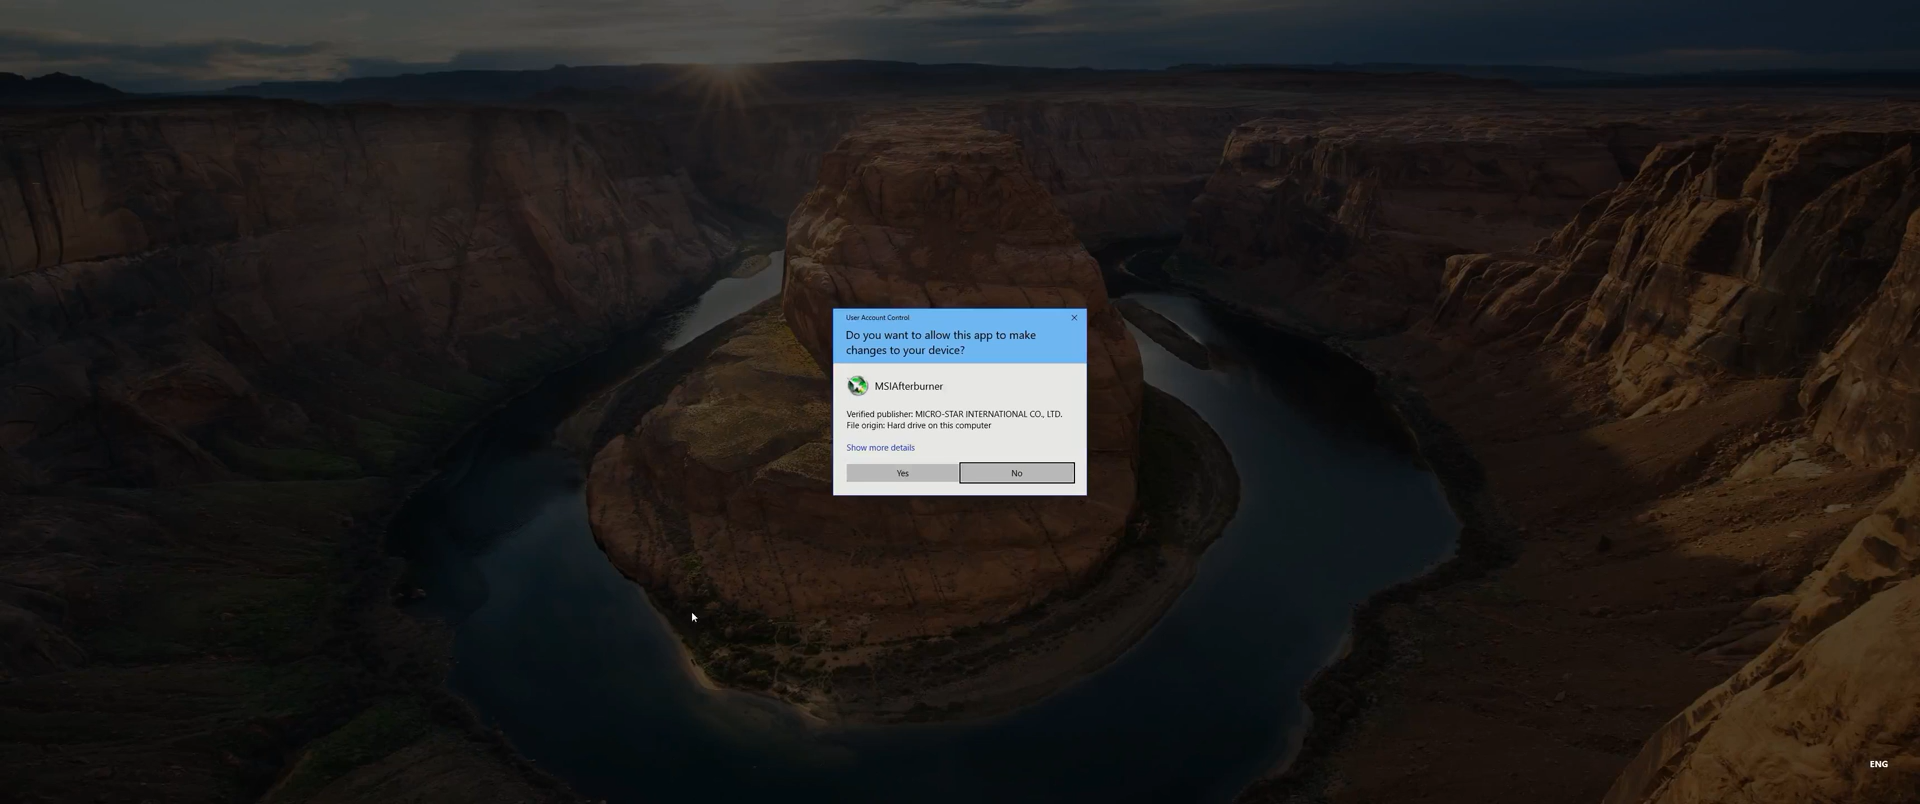 User Account Control
Do you want to allow this app to make
changes to your device?
MSIAfterburner
Verified publisher: MICRO-STAR INTERNATIONAL CO., LTD.
File origin: Hard drive on this computer
Show more details
Yes
No
ENG